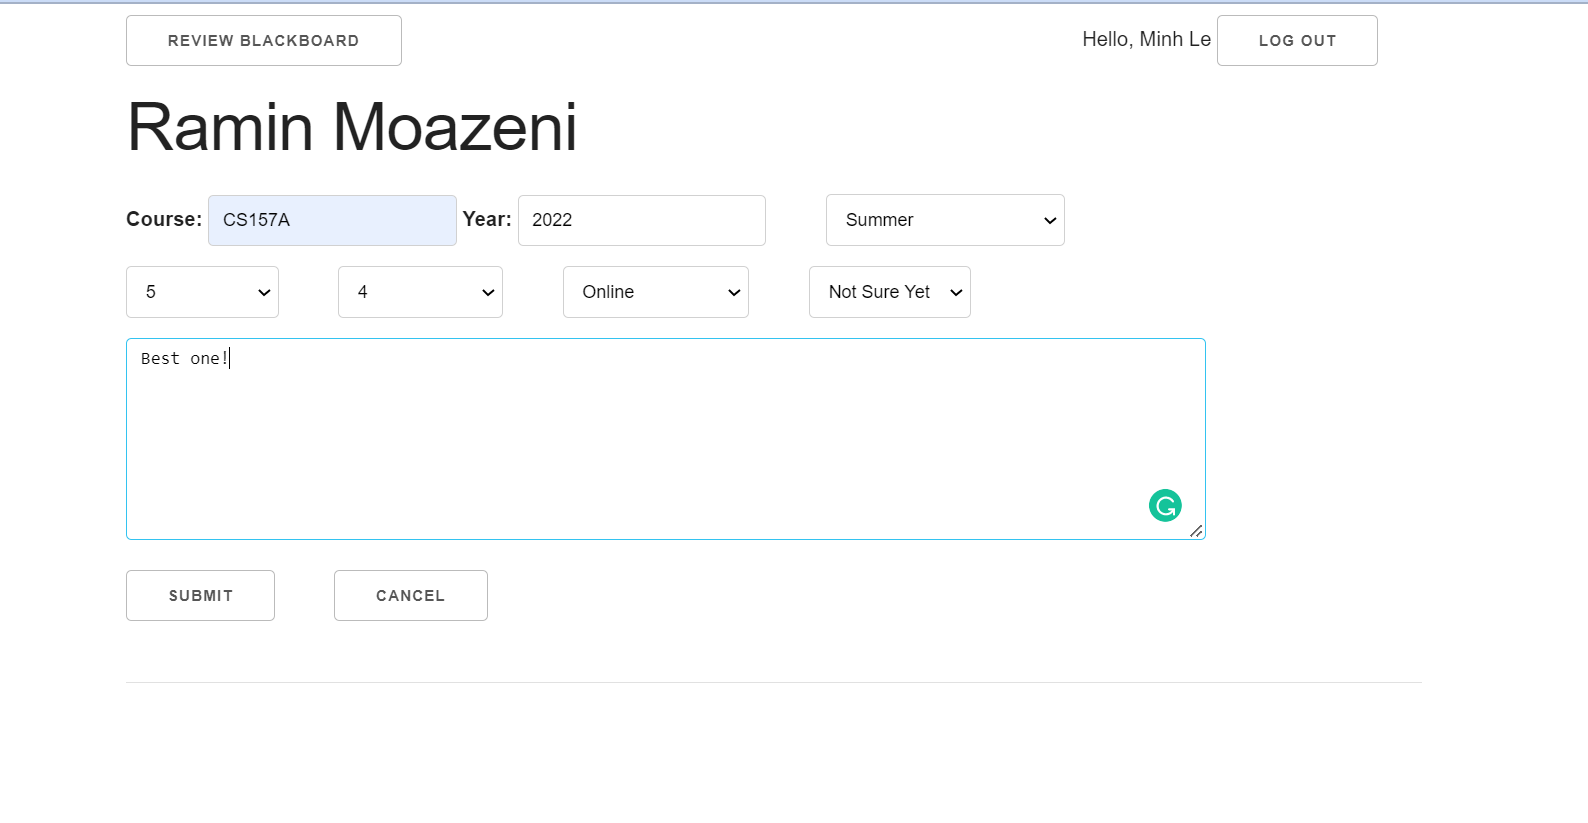 REVIEW BLACKBOARD Hello, Minh Le LOG OUT
Ramin Moazeni
Course: CS157A Year: 2022 Summer
5 4 Online Not Sure Yet
Best one!
SUBMIT CANCEL